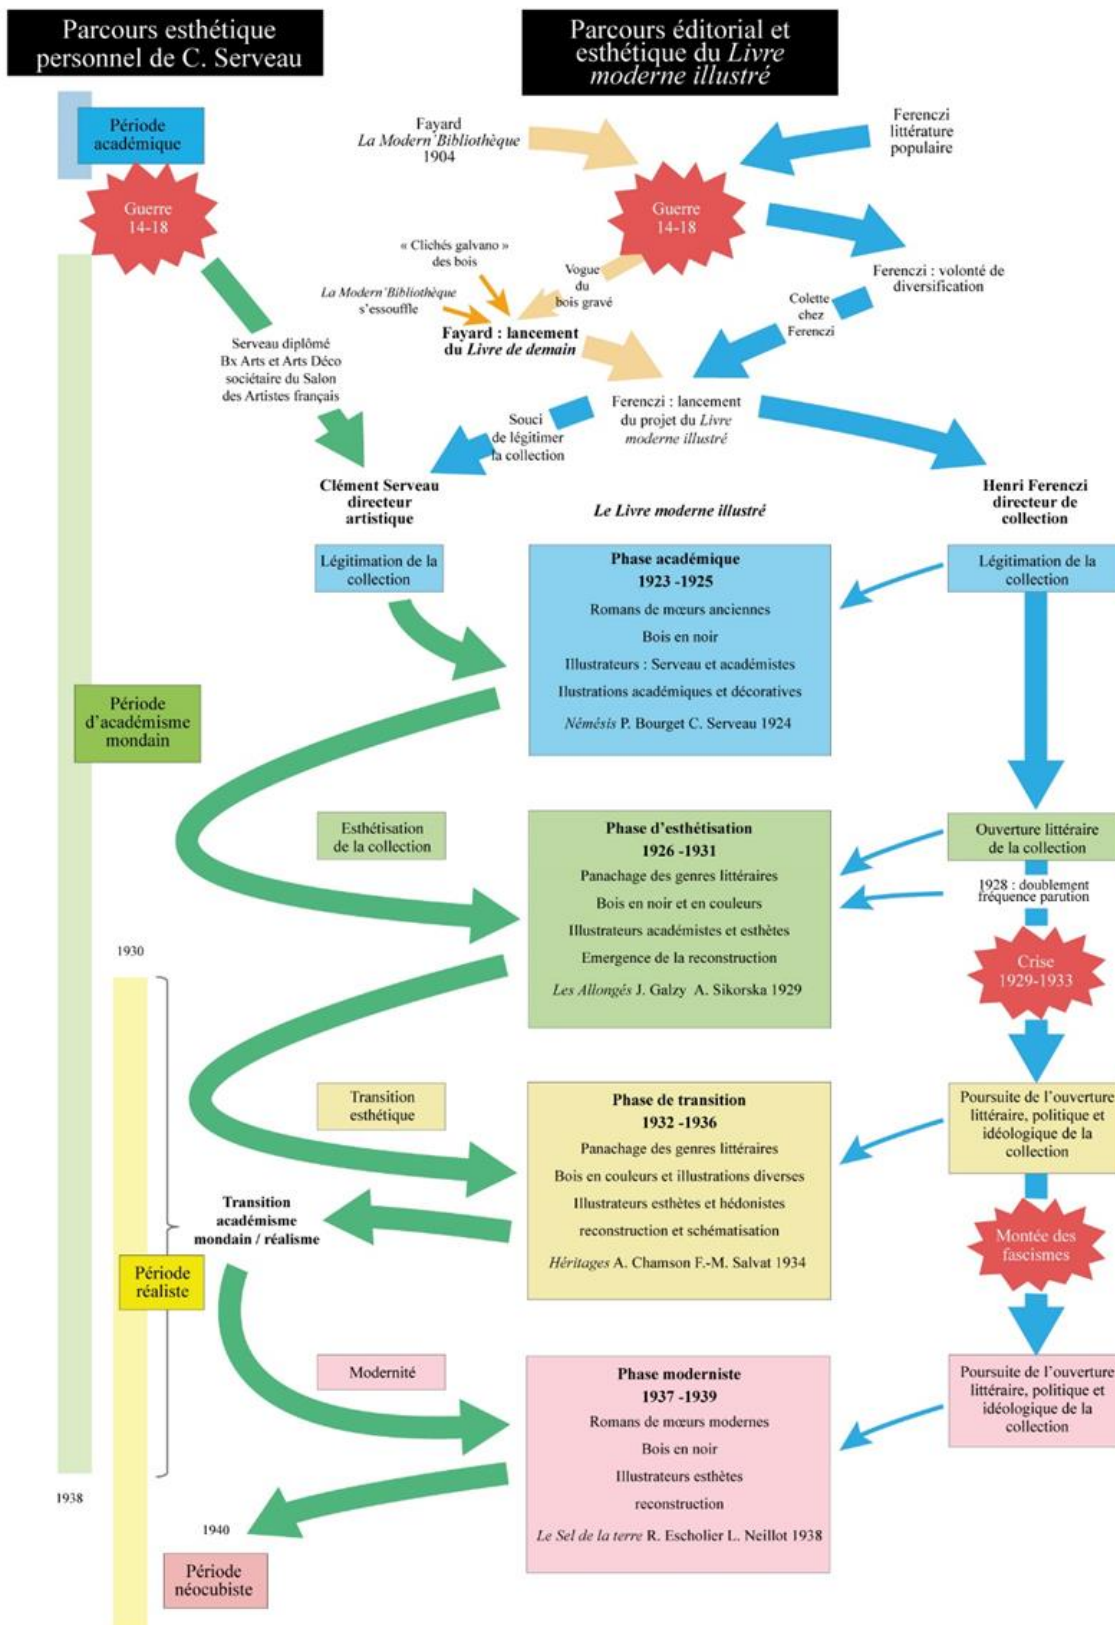 Parcours esthétique
personnel de C. Serveau
Parcours éditorial et
esthétique du Livre
moderne illustré
Période
académique
Guerre
14-18
Fayard
La Modern’Bibliothèque
1904
Ferenczi
littérature
populaire
Guerre
14-18
« Clichés galvano »
des bois
La Modern’Bibliothèque
s’essouffle
Vogue
du
bois gravé
Ferenczi : volonté de
diversification
Colette
chez
Ferenczi
Fayard : lancement
du Livre de demain
Serveau diplômé
Bx Arts et Arts Déco
sociétaire du Salon
des Artistes français
Ferenczi : lancement
du projet du Livre
moderne illustré
Souci
de légitimer
la collection
Clément Serveau
directeur
artistique
Le Livre moderne illustré
Henri Ferenczi
directeur de
collection
Légitimation de la
collection
Phase académique
1923 -1925
Romans de mœurs anciennes
Bois en noir
Illustrateurs : Serveau et académistes
Ilustrations académiques et décoratives
Némésis P. Bourget C. Serveau 1924
Légitimation de la
collection
Période
d’académisme
mondain
Esthétisation
de la collection
Phase d’esthétisation
1926 -1931
Panachage des genres littéraires
Bois en noir et en couleurs
Illustrateurs académistes et esthètes
Emergence de la reconstruction
Les Allongés J. Galzy A. Sikorska 1929
Ouverture littéraire
de la collection
1928 : doublement
fréquence parution
Crise
1929-1933
1930
Transition
esthétique
Phase de transition
1932 -1936
Panachage des genres littéraires
Bois en couleurs et illustrations diverses
Illustrateurs esthètes et hédonistes
reconstruction et schématisation
Héritages A. Chamson F.-M. Salvat 1934
Poursuite de l’ouverture
littéraire, politique et
idéologique de la
collection
Transition
académisme
mondain / réalisme
Période
réaliste
Montée des
fascismes
Modernité
Phase moderniste
1937 -1939
Romans de mœurs modernes
Bois en noir
Illustrateurs esthètes
reconstruction
Le Sel de la terre R. Escholier L. Neillot 1938
Poursuite de l’ouverture
littéraire, politique et
idéologique de la
collection
1938
1940
Période
néocubiste